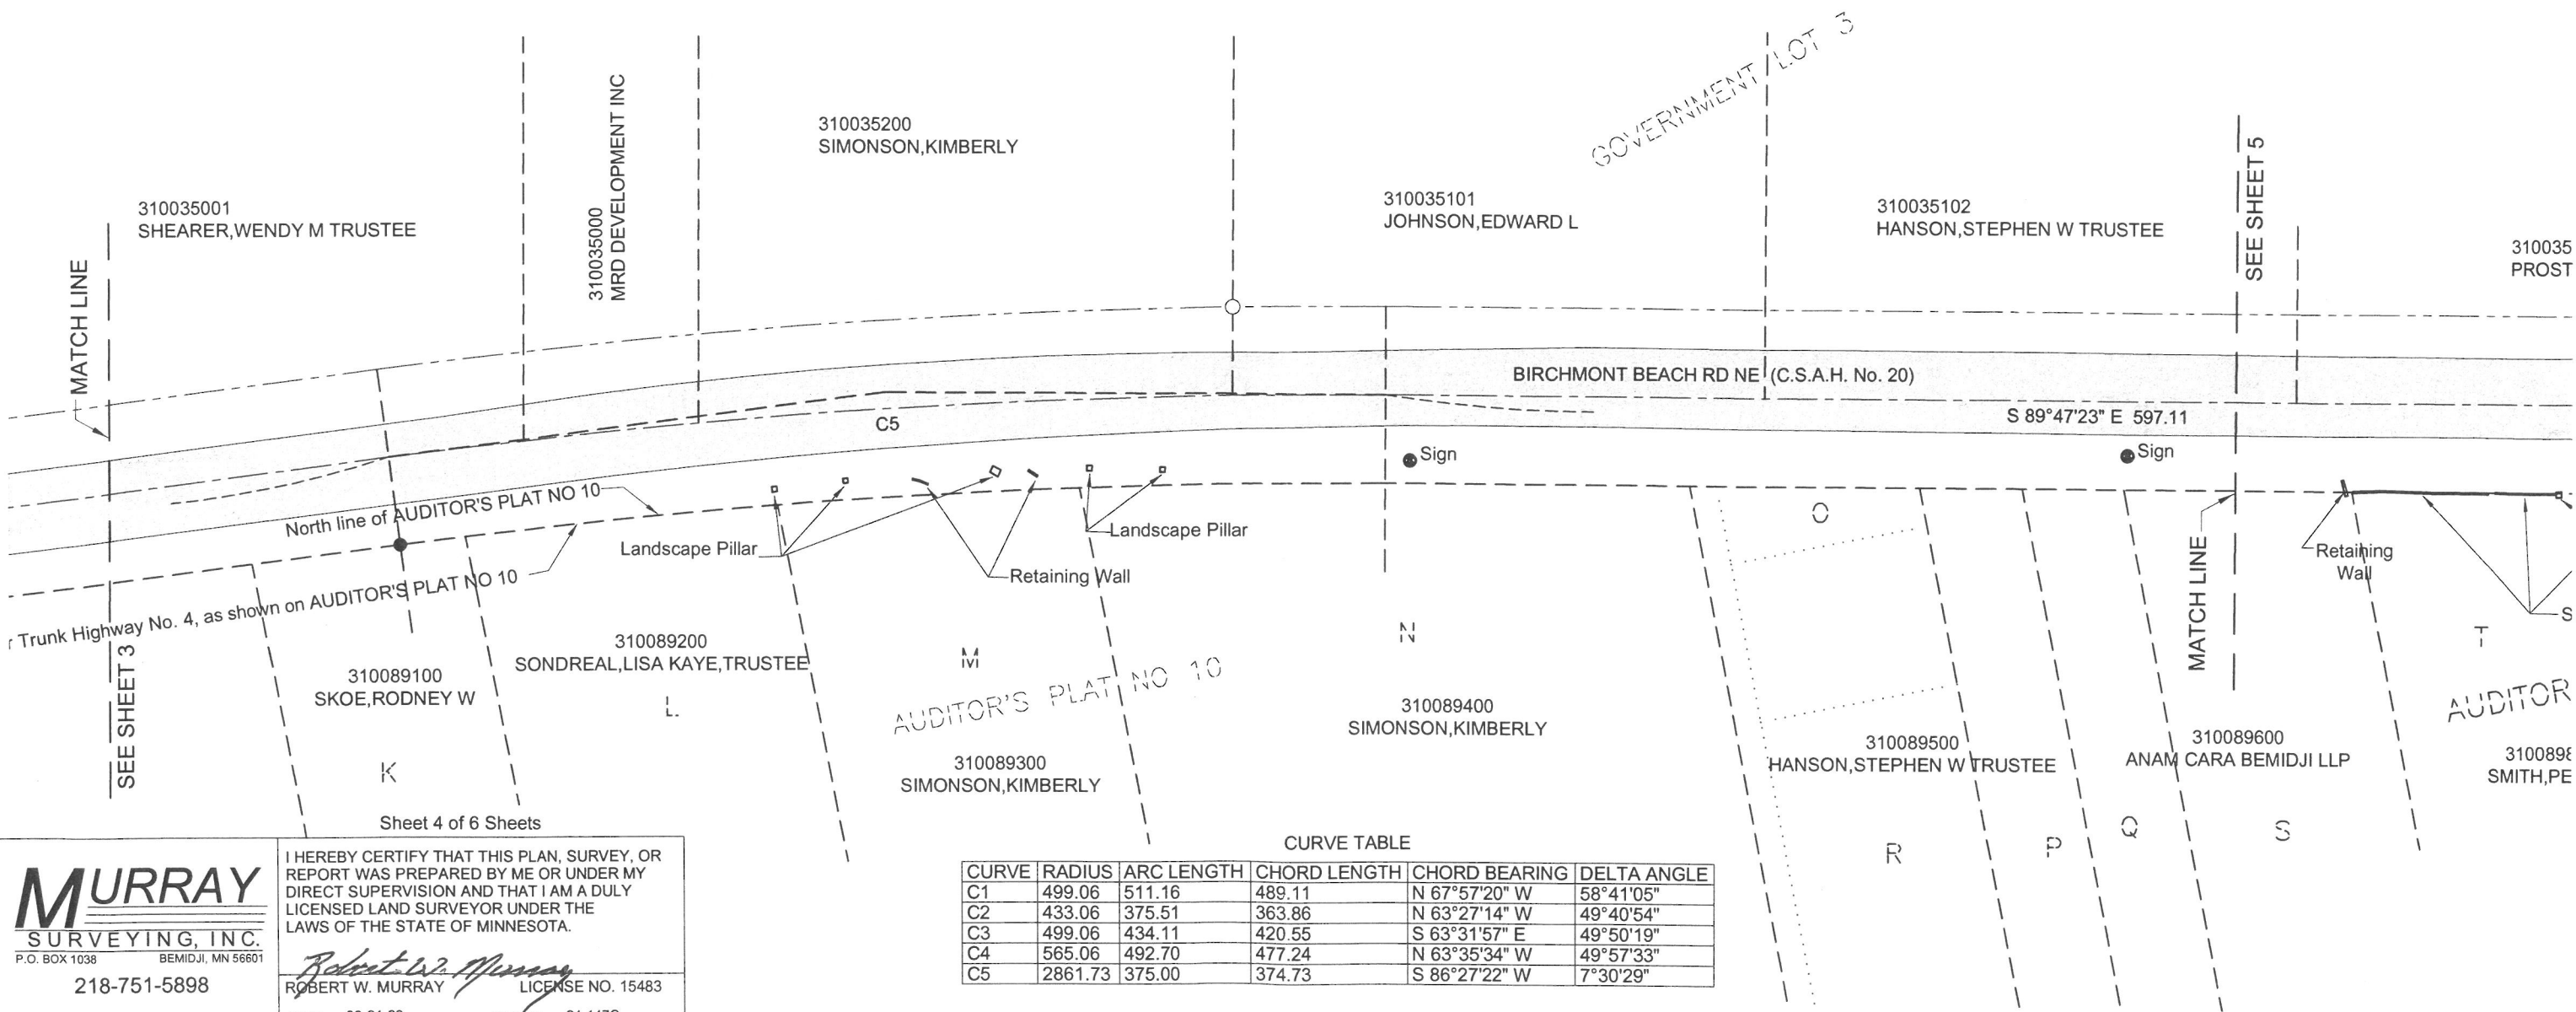 GOVERNMENT LOT 3
310035001
SHEARER,WENDY M TRUSTEE
310035000
MRD DEVELOPMENT INC
310035200
SIMONSON,KIMBERLY
310035101
JOHNSON,EDWARD L
310035102
HANSON,STEPHEN W TRUSTEE
SEE SHEET 5
310035
PROST
MATCH LINE
BIRCHMONT BEACH RD NE (C.S.A.H. No. 20)
S 89°47'23" E 597.11
C5
Sign
Sign
North line of AUDITOR'S PLAT NO 10
Landscape Pillar
Landscape Pillar
Retaining Wall
O
MATCH LINE
Retaining
Wall
S
r Trunk Highway No. 4, as shown on AUDITOR'S PLAT NO 10
SEE SHEET 3
310089100
SKOE,RODNEY W
K
310089200
SONDREAL,LISA KAYE,TRUSTEE
L
M
AUDITOR'S PLAT NO 10
310089300
SIMONSON,KIMBERLY
N
310089400
SIMONSON,KIMBERLY
310089500
HANSON,STEPHEN W TRUSTEE
R
P
Q
310089600
ANAM CARA BEMIDJI LLP
S
T
AUDITOR
310089
SMITH,PE
Sheet 4 of 6 Sheets
MURRAY
SURVEYING, INC.
P.O. BOX 1038 BEMIDJI, MN 56601
218-751-5898
I HEREBY CERTIFY THAT THIS PLAN, SURVEY, OR
REPORT WAS PREPARED BY ME OR UNDER MY
DIRECT SUPERVISION AND THAT I AM A DULY
LICENSED LAND SURVEYOR UNDER THE
LAWS OF THE STATE OF MINNESOTA.
Robert W. Murray
ROBERT W. MURRAY LICENSE NO. 15483
CURVE TABLE
CURVE RADIUS ARC LENGTH CHORD LENGTH CHORD BEARING DELTA ANGLE
C1 499.06 511.16 489.11 N 67°57'20" W 58°41'05"
C2 433.06 375.51 363.86 N 63°27'14" W 49°40'54"
C3 499.06 434.11 420.55 S 63°31'57" E 49°50'19"
C4 565.06 492.70 477.24 N 63°35'34" W 49°57'33"
C5 2861.73 375.00 374.73 S 86°27'22" W 7°30'29"